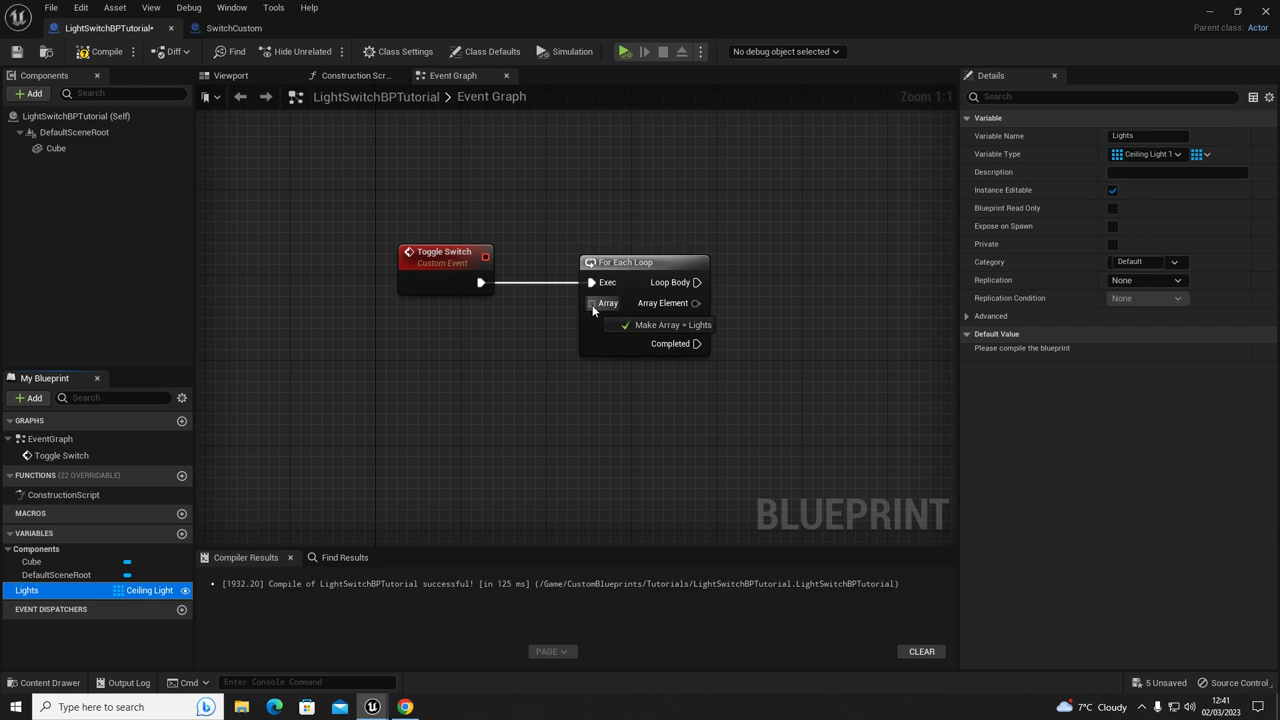 File Edit Asset View Debug Window Tools Help
LightSwitchBPTutorial* SwitchCustom
Parent class: Actor
Compile Diff Find Hide Unrelated Class Settings Class Defaults Simulation No debug object selected
Components Viewport Construction Scr... Event Graph Details
Add Search LightSwitchBPTutorial Event Graph Zoom 1:1 Search
LightSwitchBPTutorial (Self)
DefaultSceneRoot
Cube
Variable
Variable Name Lights
Variable Type Ceiling Light 1
Description
Instance Editable
Blueprint Read Only
Expose on Spawn
Private
Category Default
Replication None
Replication Condition None
Advanced
Default Value
Please compile the blueprint
Toggle Switch
Custom Event
For Each Loop
Exec Loop Body
Array Array Element
Make Array = Lights
Completed
BLUEPRINT
My Blueprint
Add Search
GRAPHS
EventGraph
Toggle Switch
FUNCTIONS (22 OVERRIDABLE)
ConstructionScript
MACROS
VARIABLES
Components
Cube
DefaultSceneRoot
Lights Ceiling Light
EVENT DISPATCHERS
Compiler Results Find Results
[1932.20] Compile of LightSwitchBPTutorial successful! [in 125 ms] (/Game/CustomBlueprints/Tutorials/LightSwitchBPTutorial.LightSwitchBPTutorial)
PAGE CLEAR
Content Drawer Output Log Cmd Enter Console Command 5 Unsaved Source Control
Type here to search 7°C Cloudy 12:41
02/03/2023